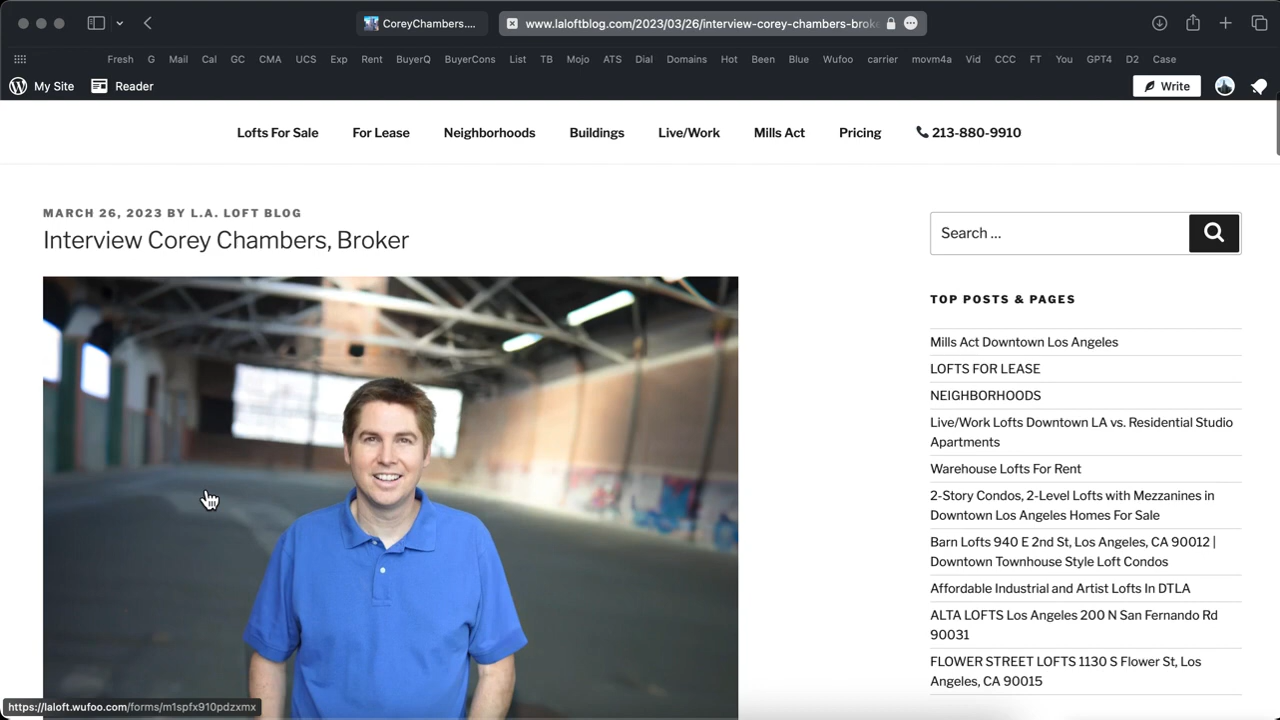 CoreyChambers....
www.laloftblog.com/2023/03/26/interview-corey-chambers-brok
Fresh G Mail Cal GC CMA UCS Exp Rent BuyerQ BuyerCons List TB Mojo ATS Dial Domains Hot Been Blue Wufoo carrier movm4a Vid CCC FT You GPT4 D2 Case
My Site Reader Write
Lofts For Sale For Lease Neighborhoods Buildings Live/Work Mills Act Pricing 213-880-9910
MARCH 26, 2023 BY L.A. LOFT BLOG
Interview Corey Chambers, Broker
Search ...
TOP POSTS & PAGES
Mills Act Downtown Los Angeles
LOFTS FOR LEASE
NEIGHBORHOODS
Live/Work Lofts Downtown LA vs. Residential Studio
Apartments
Warehouse Lofts For Rent
2-Story Condos, 2-Level Lofts with Mezzanines in
Downtown Los Angeles Homes For Sale
Barn Lofts 940 E 2nd St, Los Angeles, CA 90012 |
Downtown Townhouse Style Loft Condos
Affordable Industrial and Artist Lofts In DTLA
ALTA LOFTS Los Angeles 200 N San Fernando Rd
90031
FLOWER STREET LOFTS 1130 S Flower St, Los
Angeles, CA 90015
https://laloft.wufoo.com/forms/m1spfx910pdzxmx